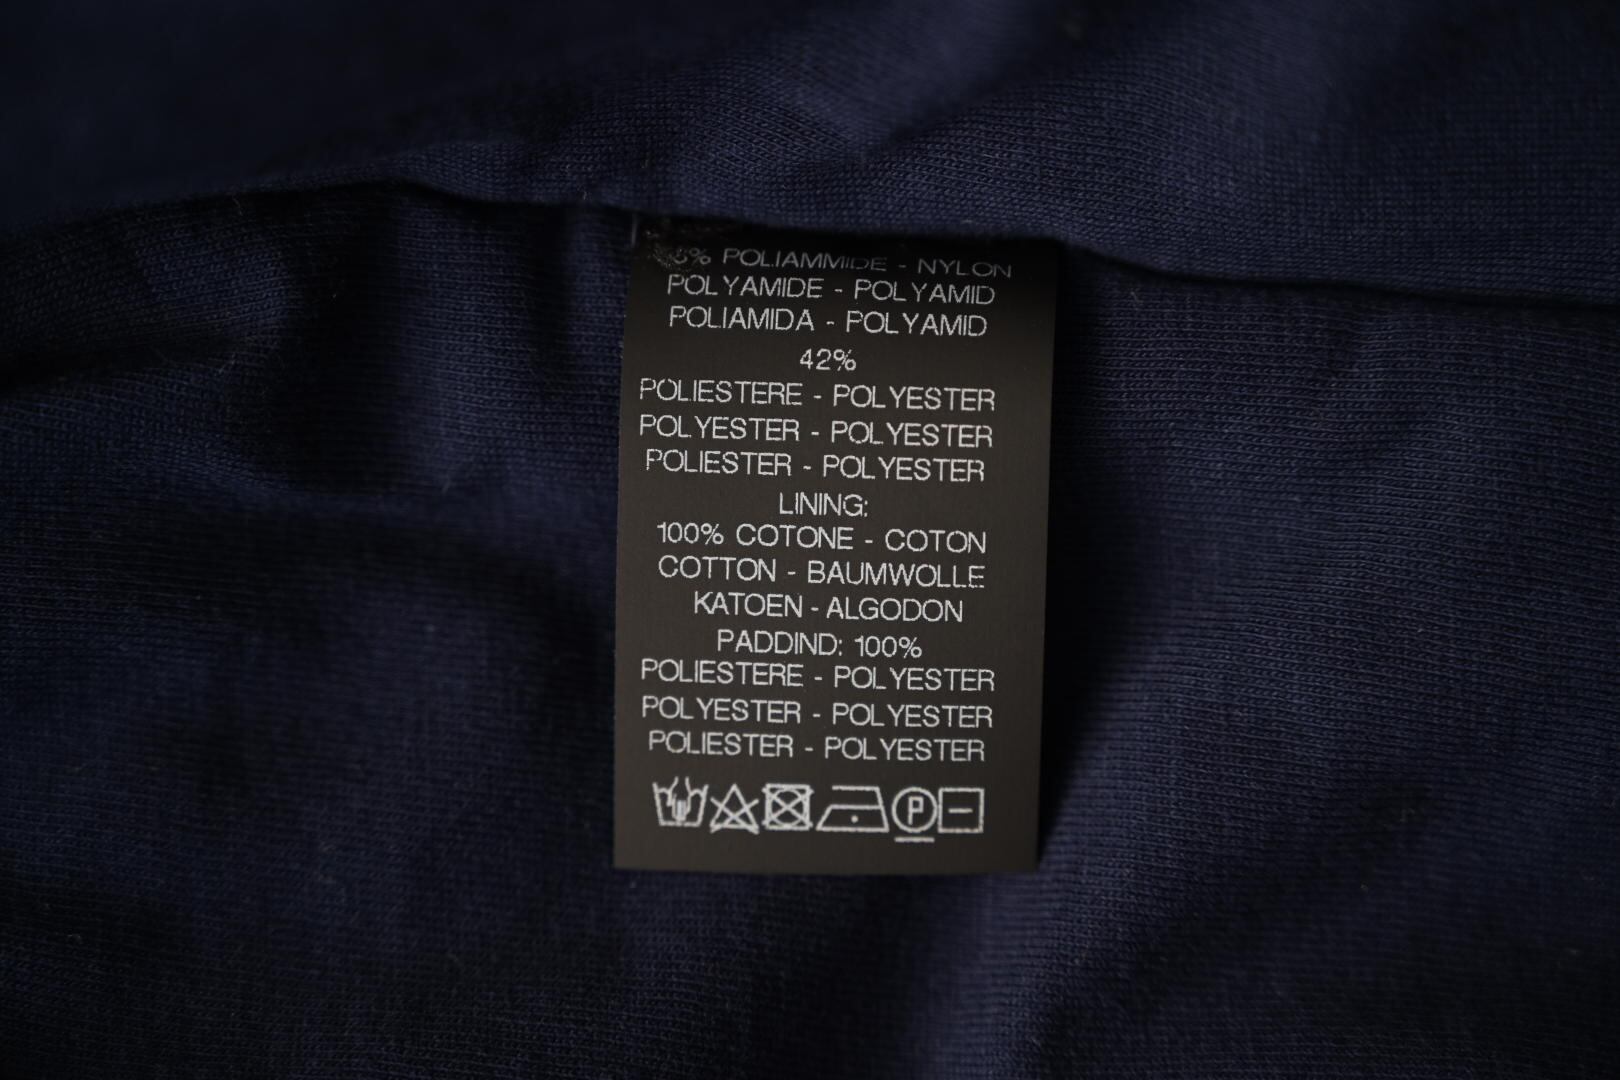 POLIAMMIDE - NYLON
POLYAMIDE - POLYAMID
POLIAMIDA - POLYAMID
42%
POLIESTERE - POLYESTER
POLYESTER - POLYESTER
POLIESTER - POLYESTER
LINING:
100% COTONE - COTON
COTTON - BAUMWOLLE
KATOEN - ALGODON
PADDIND: 100%
POLIESTERE - POLYESTER
POLYESTER - POLYESTER
POLIESTER - POLYESTER
P